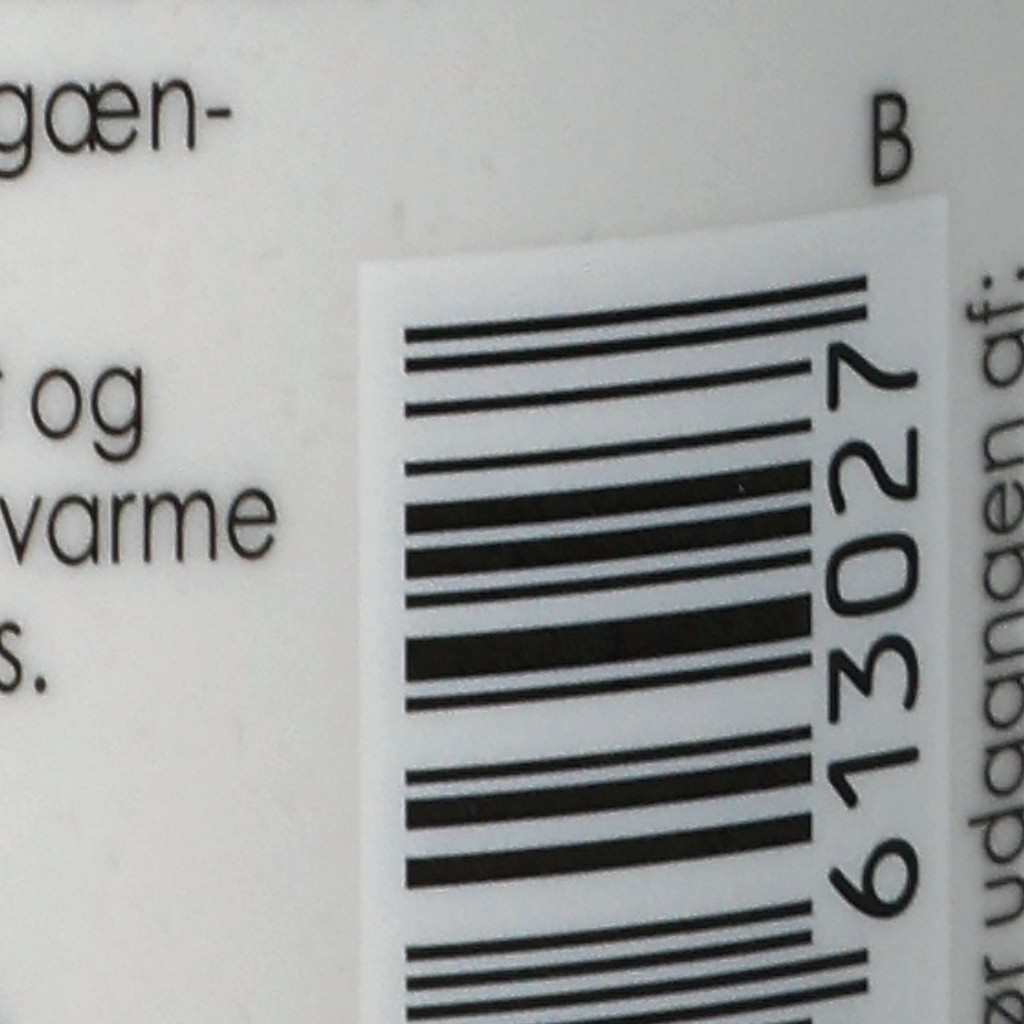 gæn-
B
og
varme
s.
613027
ør udgangen af: